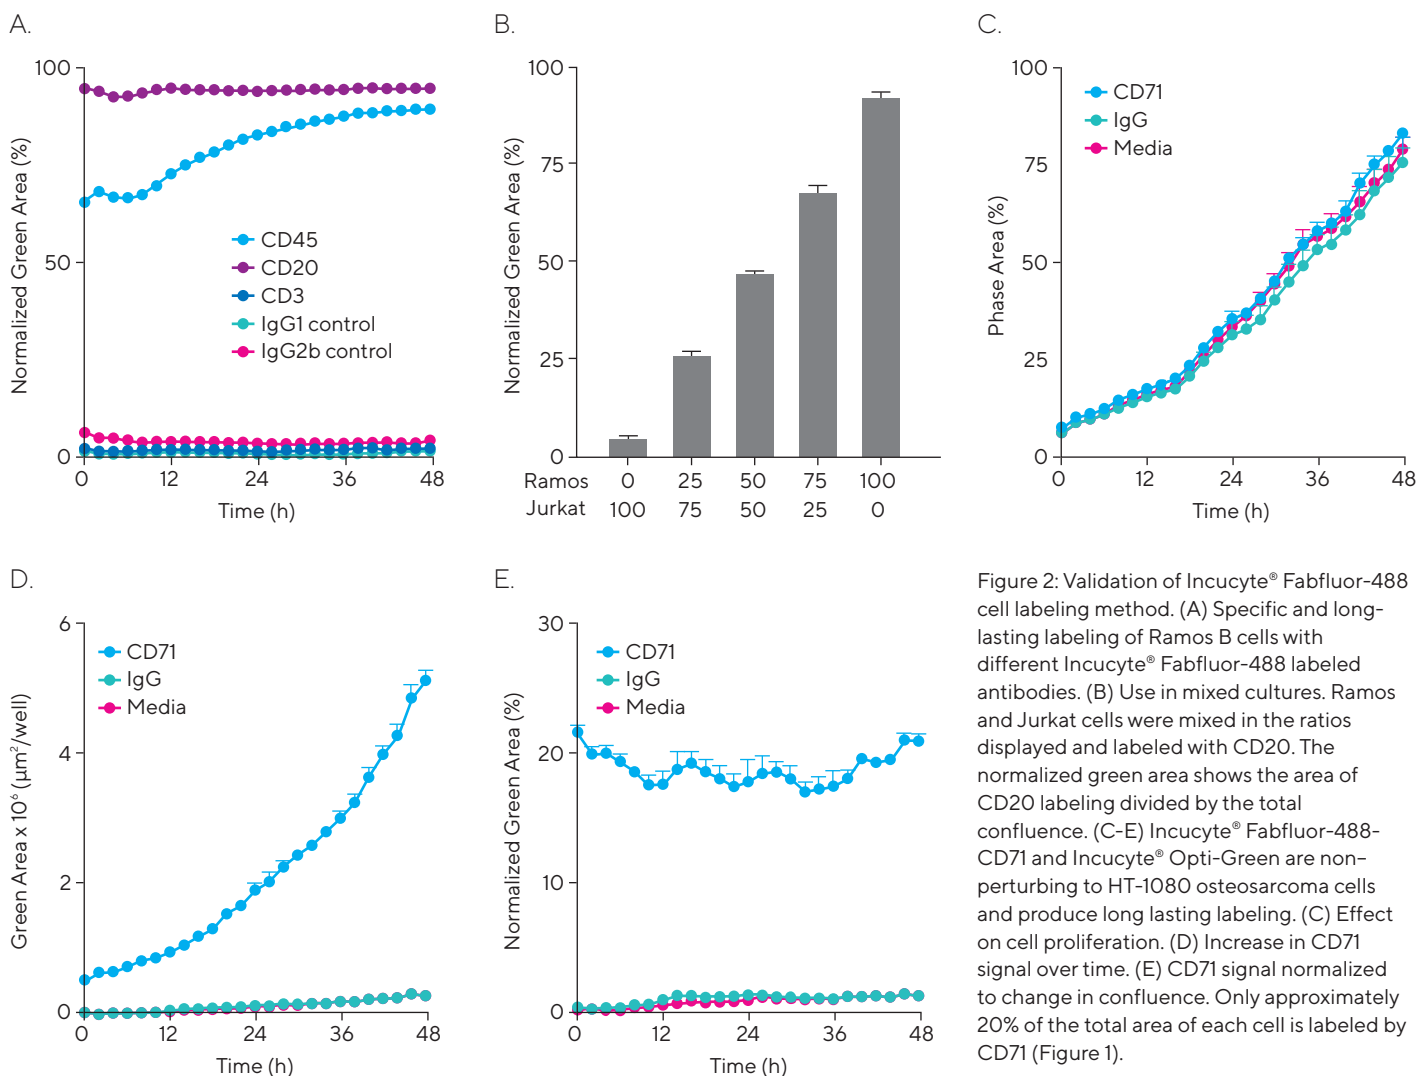 A.
100
50
0
Normalized Green Area (%)
CD45
CD20
CD3
IgG1 control
IgG2b control
0 12 24 36 48
Time (h)
B.
100
75
50
25
0
Normalized Green Area (%)
Ramos 0 25 50 75 100
Jurkat 100 75 50 25 0
C.
100
75
50
25
0
Phase Area (%)
CD71
IgG
Media
0 12 24 36 48
Time (h)
D.
6
4
2
0
Green Area x 10⁶ (µm²/well)
CD71
IgG
Media
0 12 24 36 48
Time (h)
E.
30
20
10
0
Normalized Green Area (%)
CD71
IgG
Media
0 12 24 36 48
Time (h)
Figure 2: Validation of Incucyte® Fabfluor-488
cell labeling method. (A) Specific and long-
lasting labeling of Ramos B cells with
different Incucyte® Fabfluor-488 labeled
antibodies. (B) Use in mixed cultures. Ramos
and Jurkat cells were mixed in the ratios
displayed and labeled with CD20. The
normalized green area shows the area of
CD20 labeling divided by the total
confluence. (C-E) Incucyte® Fabfluor-488-
CD71 and Incucyte® Opti-Green are non-
perturbing to HT-1080 osteosarcoma cells
and produce long lasting labeling. (C) Effect
on cell proliferation. (D) Increase in CD71
signal over time. (E) CD71 signal normalized
to change in confluence. Only approximately
20% of the total area of each cell is labeled by
CD71 (Figure 1).